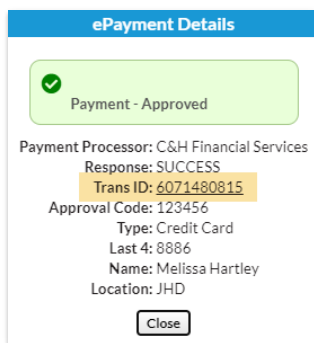 ePayment Details
Payment - Approved
Payment Processor: C&H Financial Services
Response: SUCCESS
Trans ID: 6071480815
Approval Code: 123456
Type: Credit Card
Last 4: 8886
Name: Melissa Hartley
Location: JHD
Close